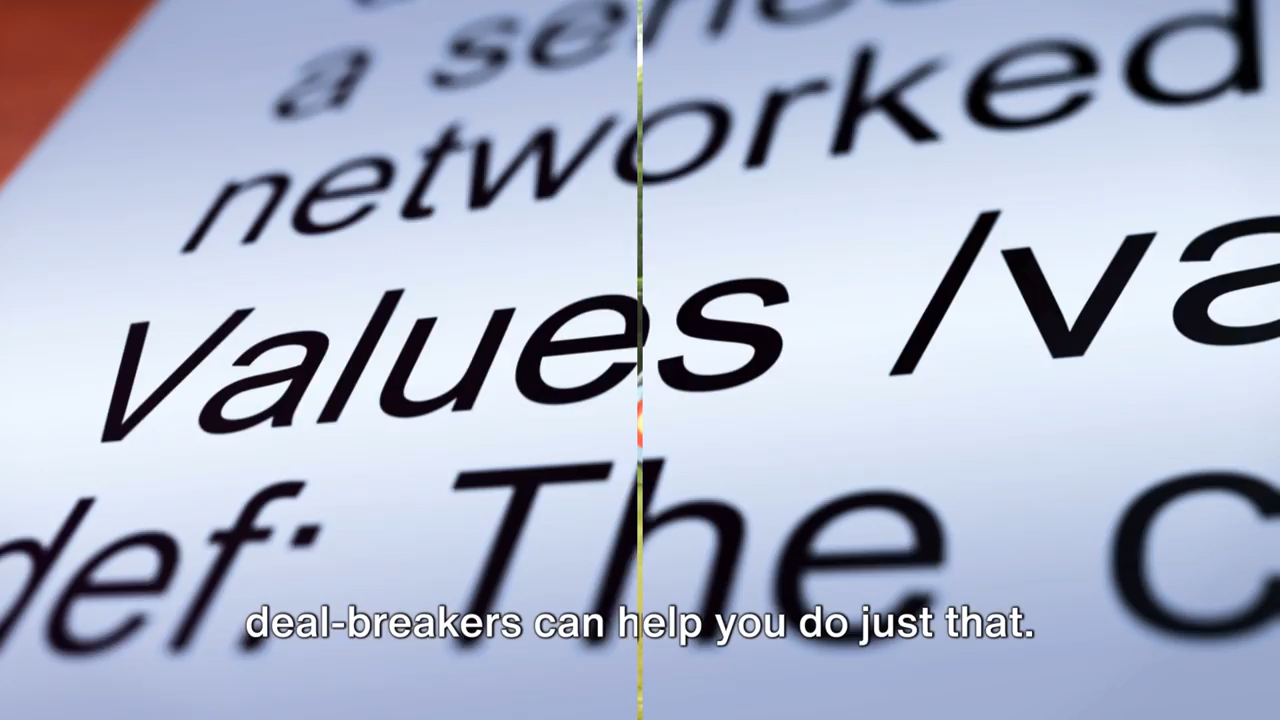 a
networked
Values /va
def: The c
deal-breakers can help you do just that.